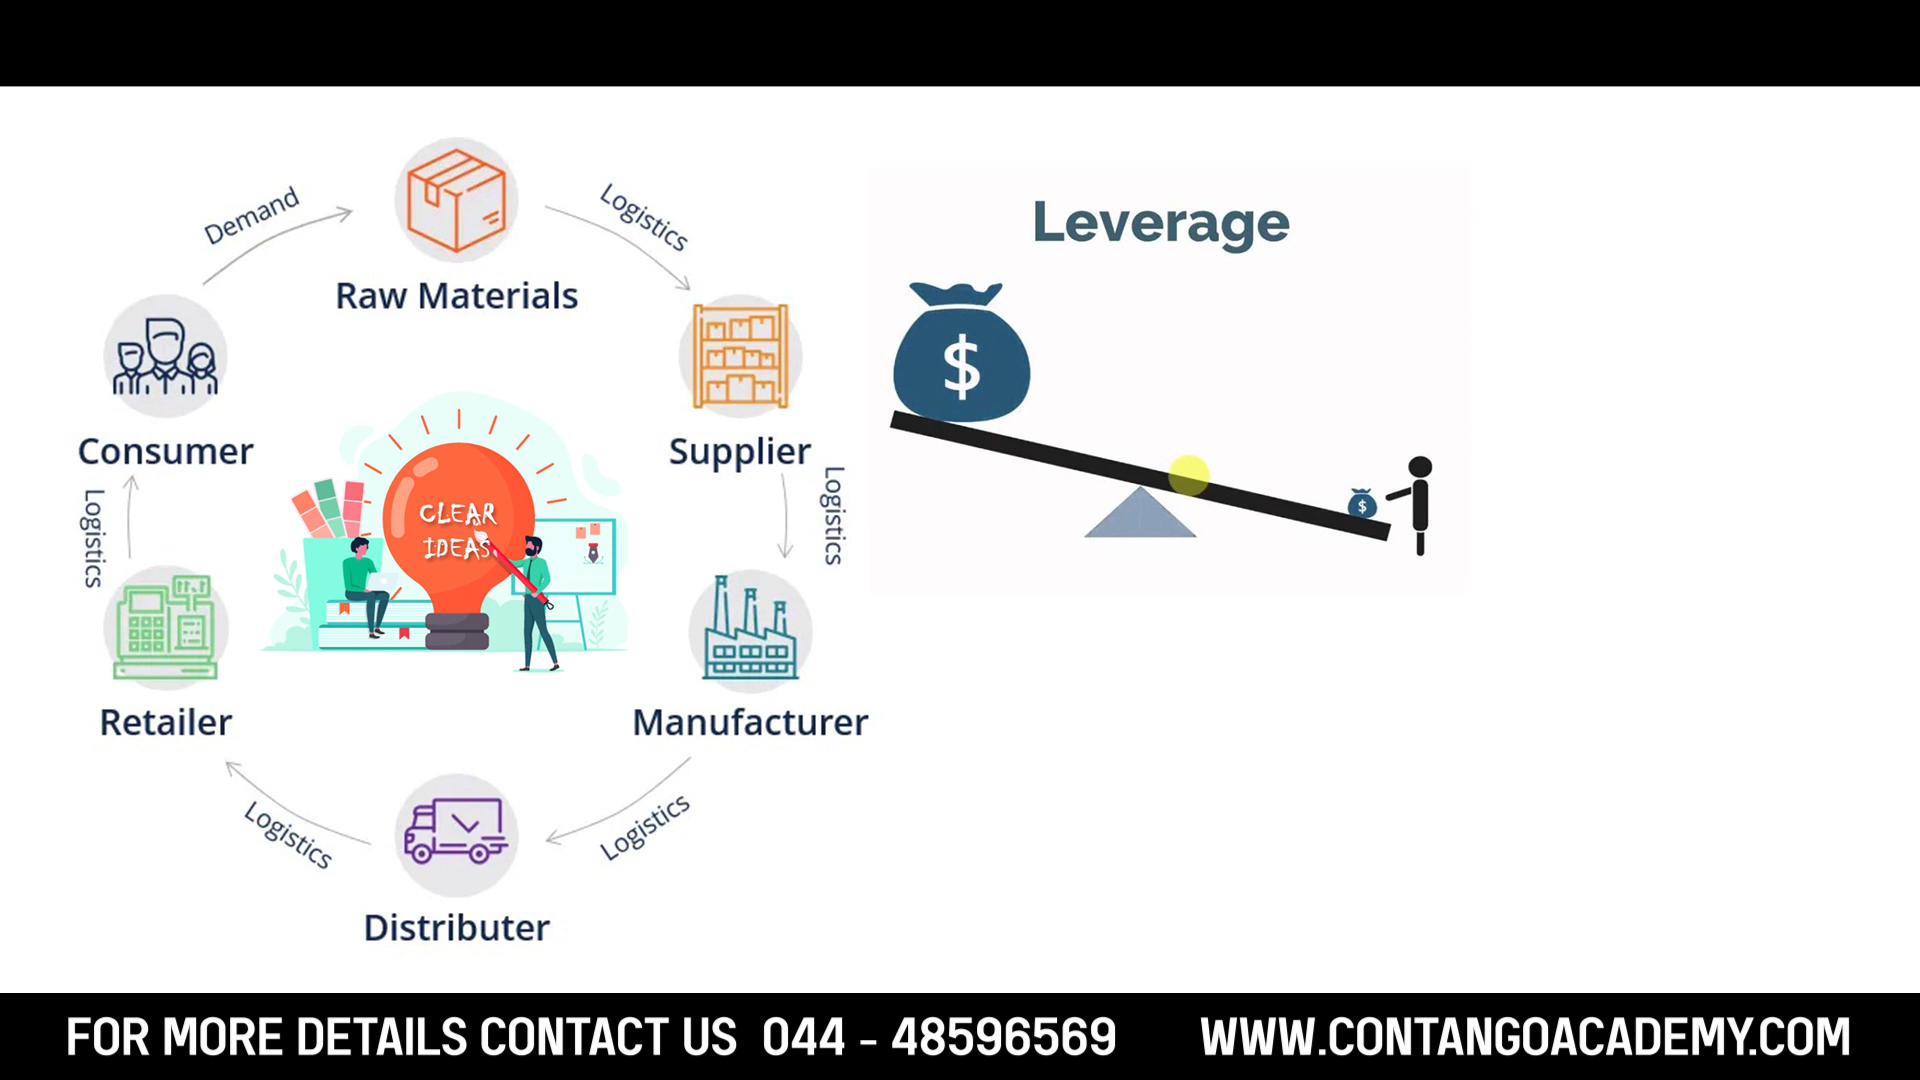 Demand
Logistics
Raw Materials
Leverage
$
Consumer
Supplier
CLEAR
IDEAS
Logistics
Logistics
$
Retailer
Manufacturer
Logistics
Logistics
Distributer
FOR MORE DETAILS CONTACT US 044 - 48596569
WWW.CONTANGOACADEMY.COM